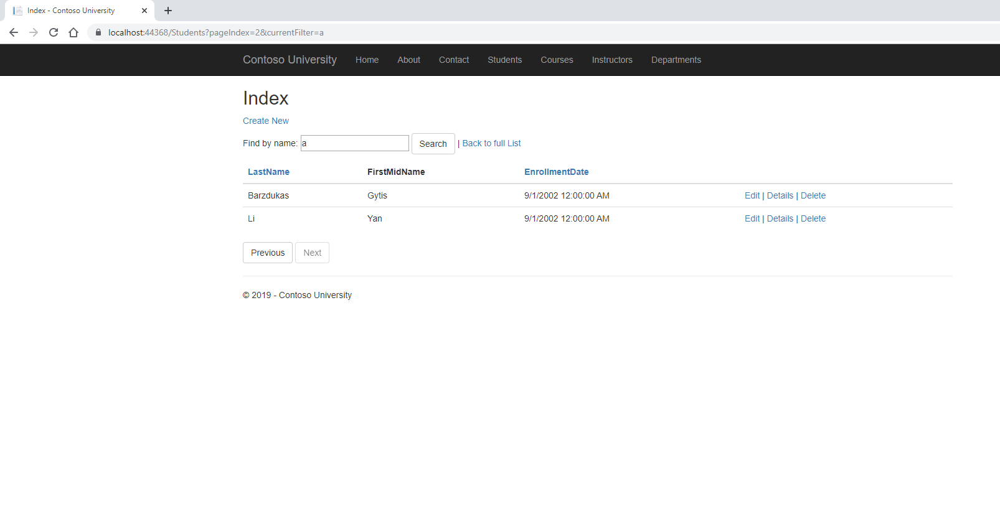 Index - Contoso University
localhost:44368/Students?pageIndex=2&currentFilter=a
Contoso University Home About Contact Students Courses Instructors Departments
Index
Create New
Find by name: a Search | Back to full List
LastName FirstMidName EnrollmentDate
Barzdukas Gytis 9/1/2002 12:00:00 AM Edit | Details | Delete
Li Yan 9/1/2002 12:00:00 AM Edit | Details | Delete
Previous Next
© 2019 - Contoso University